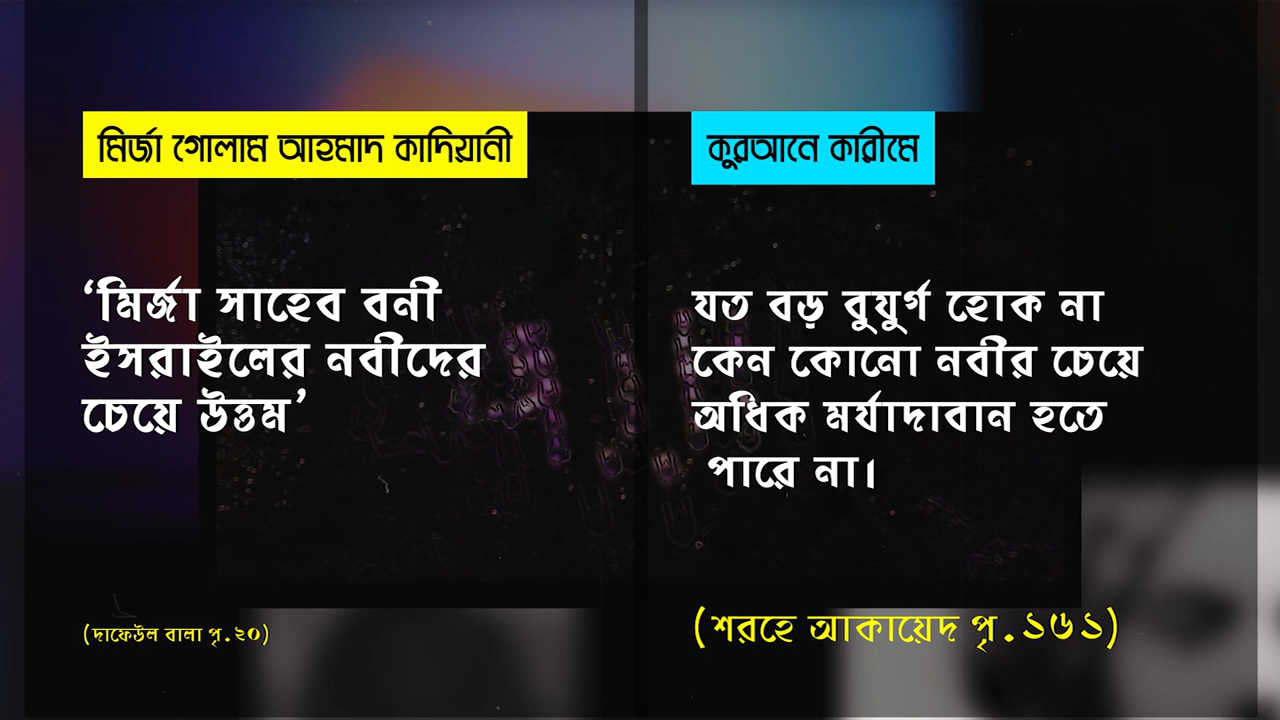 মির্জা গোলাম আহমাদ কাদিয়ানী
‘মির্জা সাহেব বনী
ইসরাইলের নবীদের
চেয়ে উত্তম’
(দাফেউল বালা পৃ.২০)
কুরআনে কারীমে
যত বড় বুযুর্গ হোক না
কেন কোনো নবীর চেয়ে
অধিক মর্যাদাবান হতে
পারে না।
(শরহে আকায়েদ পৃ.১৬১)